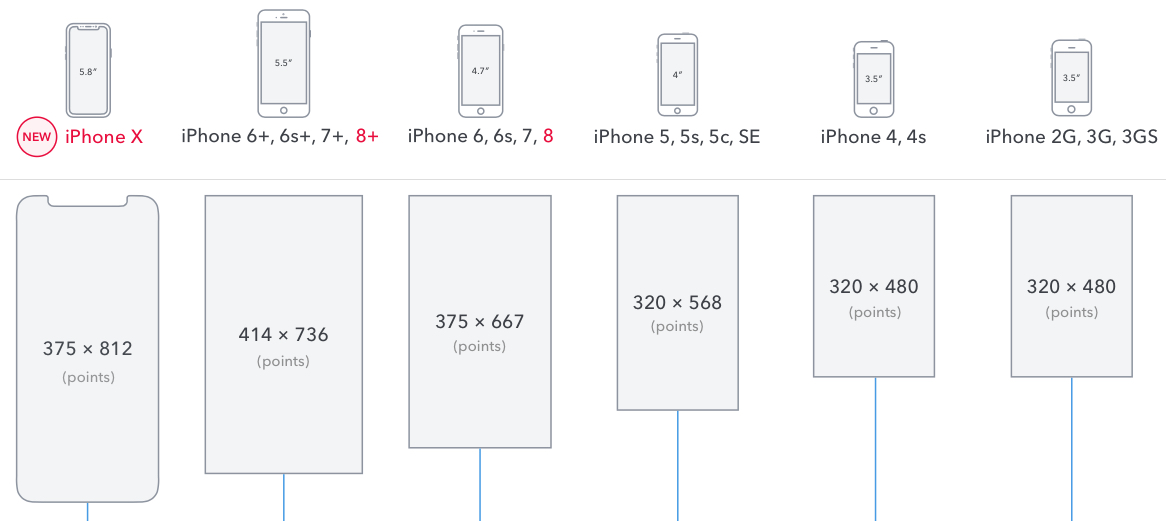 5.8”
5.5”
4.7”
4”
3.5”
3.5”
NEW iPhone X
iPhone 6+, 6s+, 7+, 8+
iPhone 6, 6s, 7, 8
iPhone 5, 5s, 5c, SE
iPhone 4, 4s
iPhone 2G, 3G, 3GS
375 × 812
(points)
414 × 736
(points)
375 × 667
(points)
320 × 568
(points)
320 × 480
(points)
320 × 480
(points)